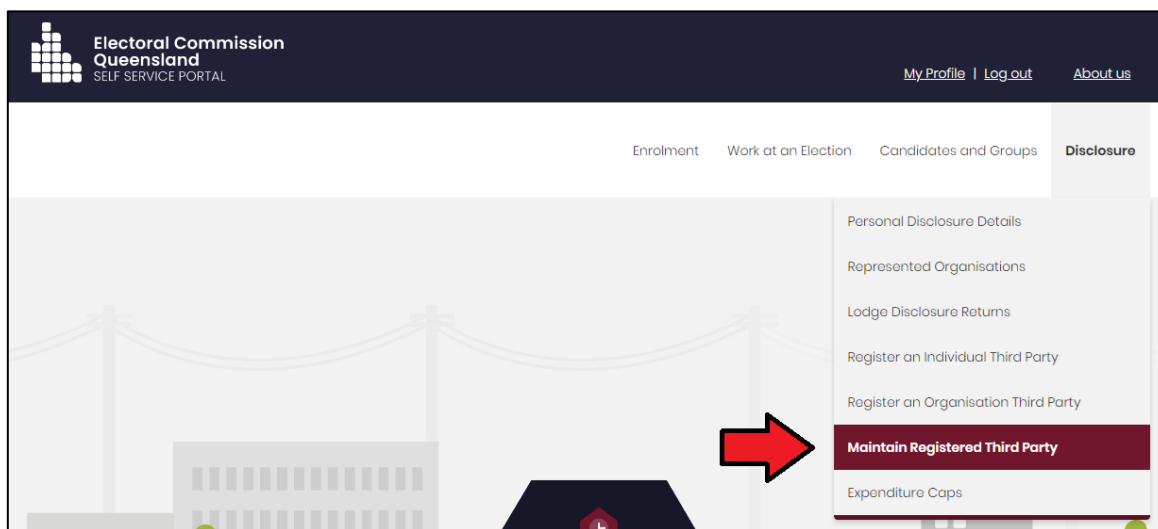 Electoral Commission
Queensland
SELF SERVICE PORTAL
My Profile | Log out About us
Enrolment Work at an Election Candidates and Groups Disclosure
Personal Disclosure Details
Represented Organisations
Lodge Disclosure Returns
Register an Individual Third Party
Register an Organisation Third Party
Maintain Registered Third Party
Expenditure Caps